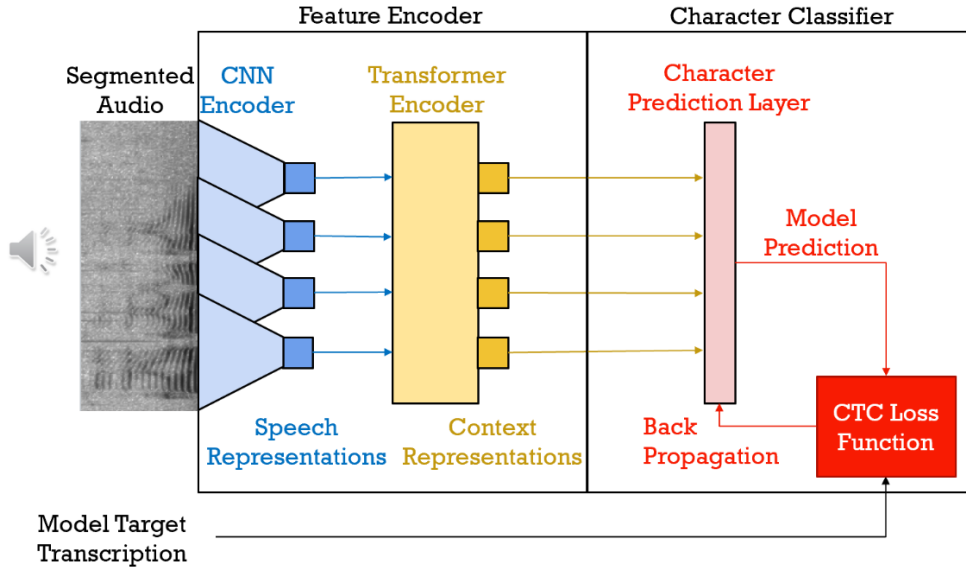 Feature Encoder
Character Classifier
Segmented
Audio
CNN
Encoder
Transformer
Encoder
Character
Prediction Layer
Model
Prediction
Speech
Representations
Context
Representations
Back
Propagation
CTC Loss
Function
Model Target
Transcription